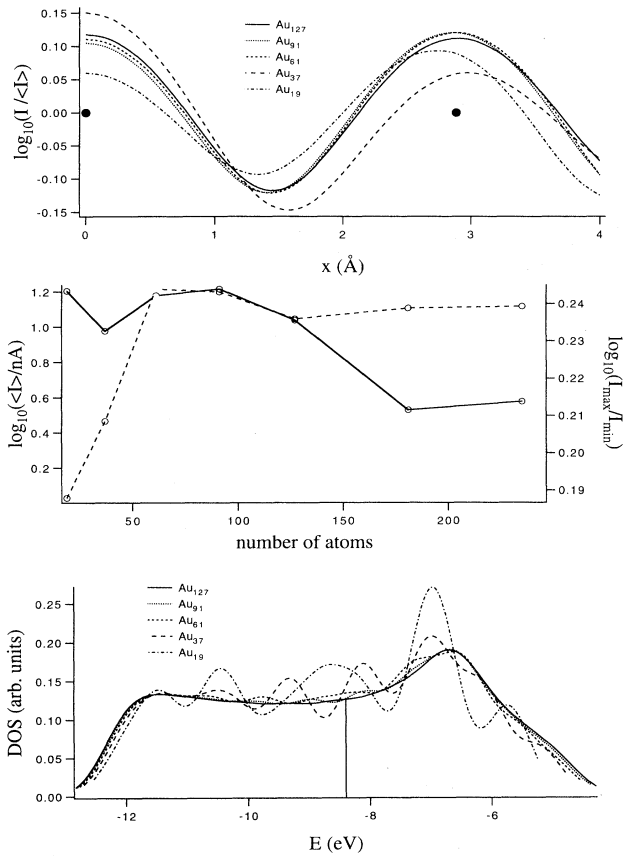 0.15
0.10
0.05
0.00
-0.05
-0.10
-0.15
log₁₀(I /<I>)
Au₁₂₇
Au₉₁
Au₆₁
Au₃₇
Au₁₉
0 1 2 3 4
x (Å)
1.2
1.0
0.8
0.6
0.4
0.2
log₁₀(<I>/nA)
0.24
0.23
0.22
0.21
0.20
0.19
log₁₀(Iₘₐₓ/Iₘᵢₙ)
50 100 150 200
number of atoms
0.25
0.20
0.15
0.10
0.05
0.00
DOS (arb. units)
Au₁₂₇
Au₉₁
Au₆₁
Au₃₇
Au₁₉
-12 -10 -8 -6
E (eV)